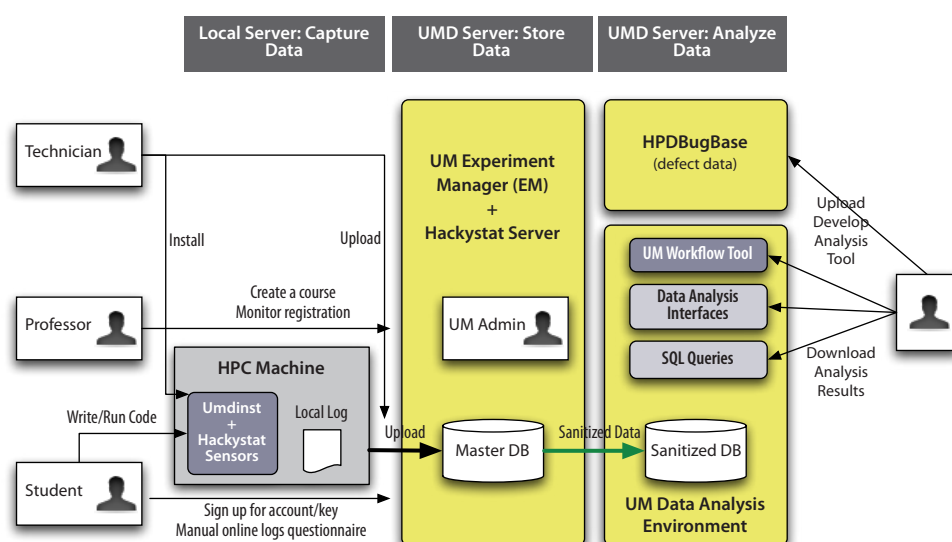 Local Server: Capture
Data
UMD Server: Store
Data
UMD Server: Analyze
Data
Technician
Install
Upload
UM Experiment
Manager (EM)
+
Hackystat Server
HPDBugBase
(defect data)
Upload
Develop
Analysis
Tool
UM Workflow Tool
Data Analysis
Interfaces
SQL Queries
Download
Analysis
Results
Professor
Create a course
Monitor registration
UM Admin
HPC Machine
Umdinst
+
Hackystat
Sensors
Local Log
Write/Run Code
Upload
Master DB
Sanitized Data
Sanitized DB
UM Data Analysis
Environment
Student
Sign up for account/key
Manual online logs questionnaire